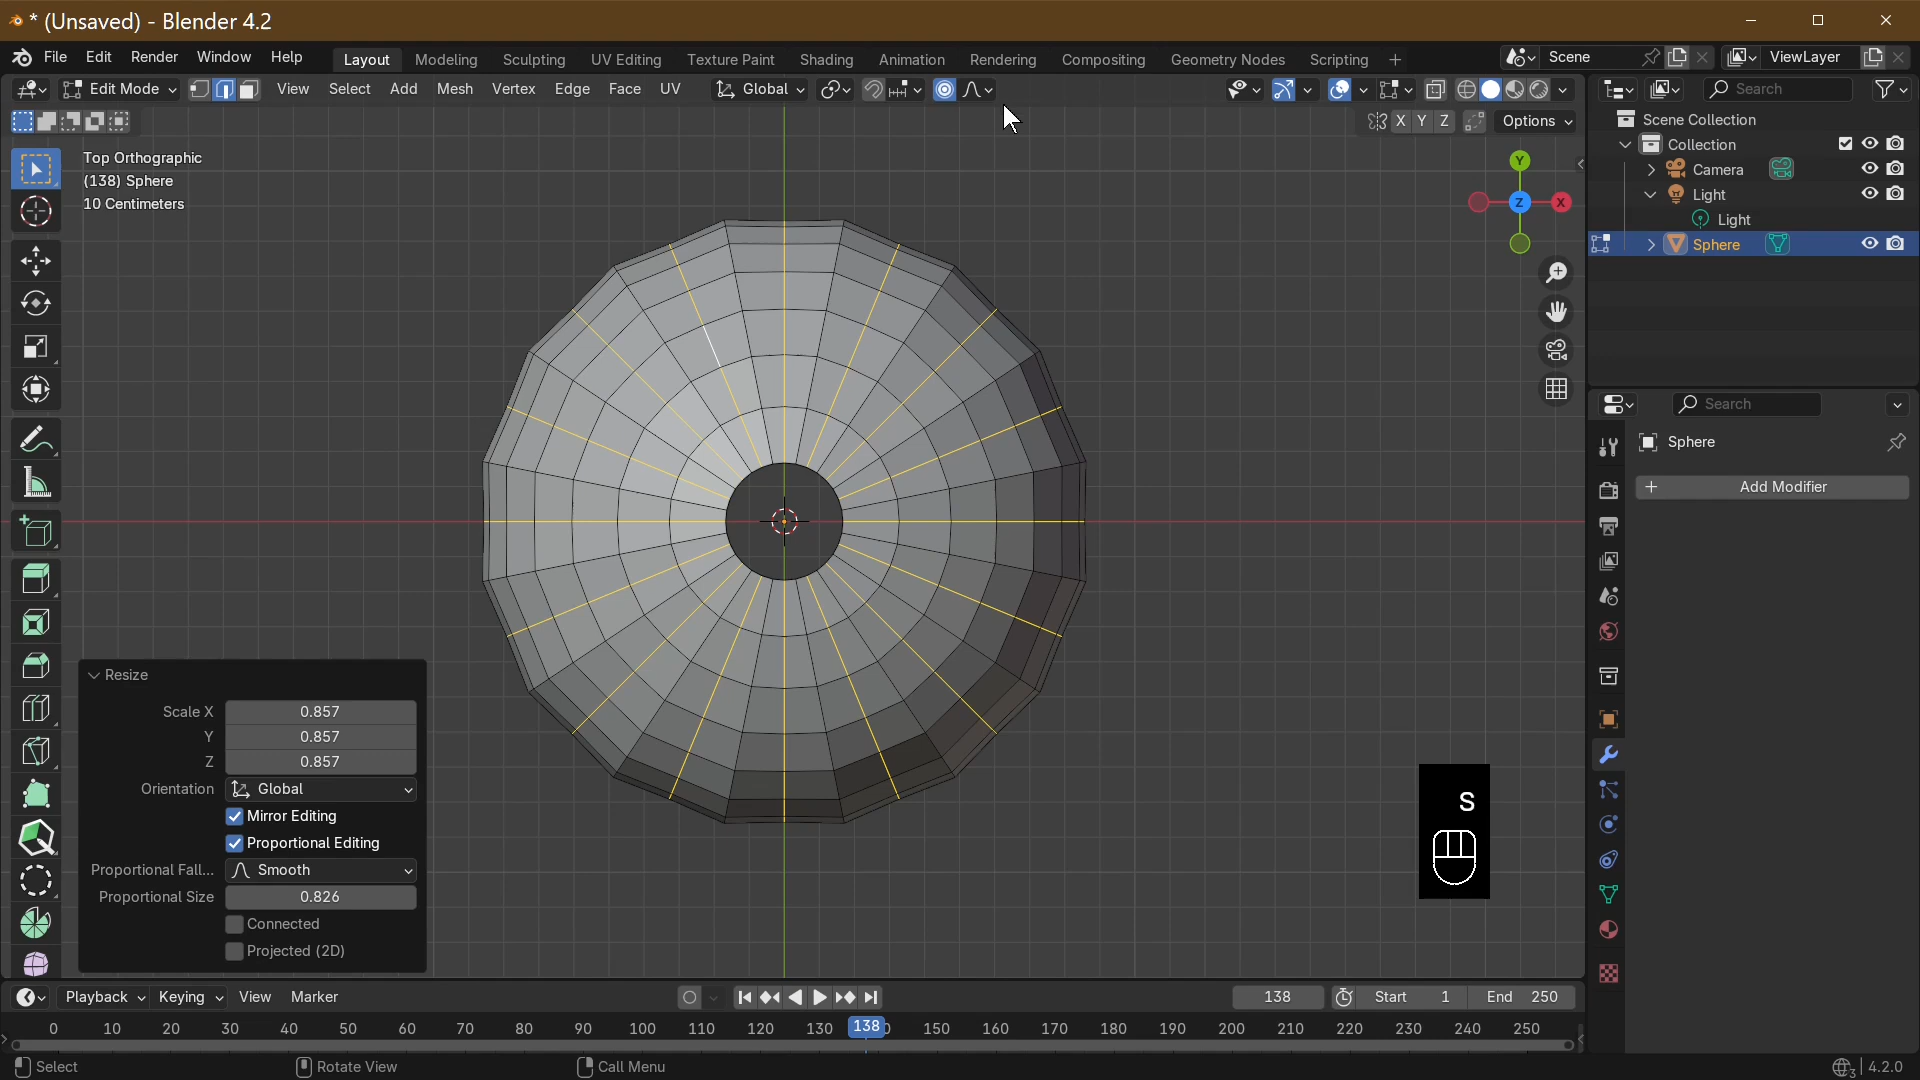 * (Unsaved) - Blender 4.2
File Edit Render Window Help Layout Modeling Sculpting UV Editing Texture Paint Shading Animation Rendering Compositing Geometry Nodes Scripting + Scene ViewLayer
Edit Mode View Select Add Mesh Vertex Edge Face UV Global Search
X Y Z Options
Scene Collection
Collection
Camera
Light
Light
Sphere
Top Orthographic
(138) Sphere
10 Centimeters
Y
Z X
Search
Sphere
+ Add Modifier
Resize
Scale X 0.857
Y 0.857
Z 0.857
Orientation Global
Mirror Editing
Proportional Editing
Proportional Fall... Smooth
Proportional Size 0.826
Connected
Projected (2D)
S
Playback Keying View Marker 138 Start 1 End 250
0 10 20 30 40 50 60 70 80 90 100 110 120 130 138 150 160 170 180 190 200 210 220 230 240 250
Select Rotate View Call Menu 3 4.2.0